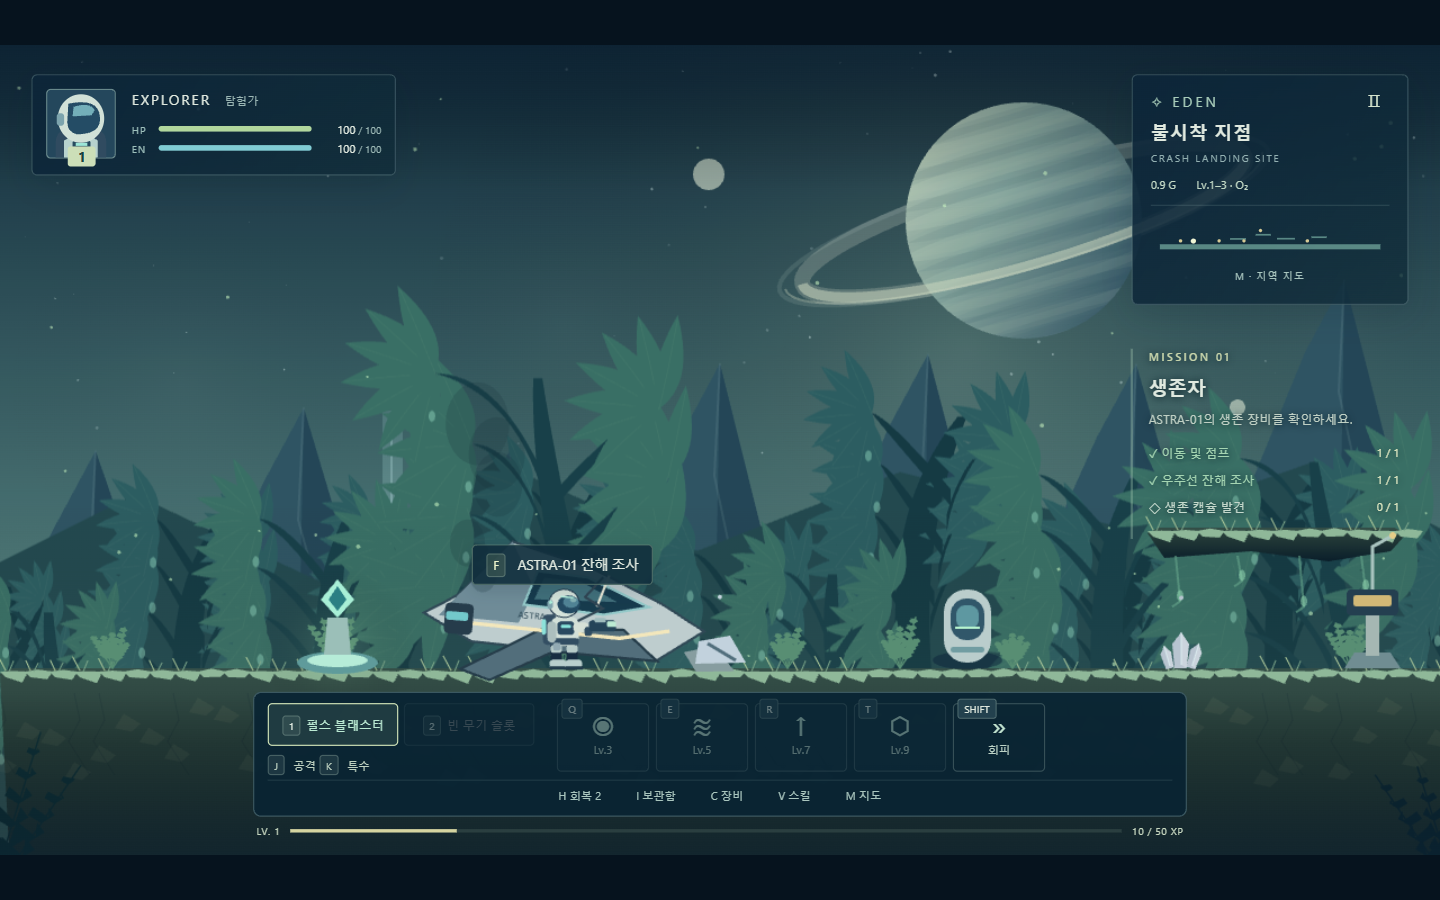 EXPLORER 탐험가
HP 100 / 100
EN 100 / 100
1
EDEN
불시착 지점
CRASH LANDING SITE
0.9 G Lv.1–3 · O₂
M · 지역 지도
MISSION 01
생존자
ASTRA-01의 생존 장비를 확인하세요.
✓ 이동 및 점프 1 / 1
✓ 우주선 잔해 조사 1 / 1
◇ 생존 캡슐 발견 0 / 1
F ASTRA-01 잔해 조사
ASTRA
1 펄스 블래스터
2 빈 무기 슬롯
J 공격 K 특수
Q Lv.3
E Lv.5
R Lv.7
T Lv.9
SHIFT » 회피
H 회복 2 I 보관함 C 장비 V 스킬 M 지도
LV. 1 10 / 50 XP